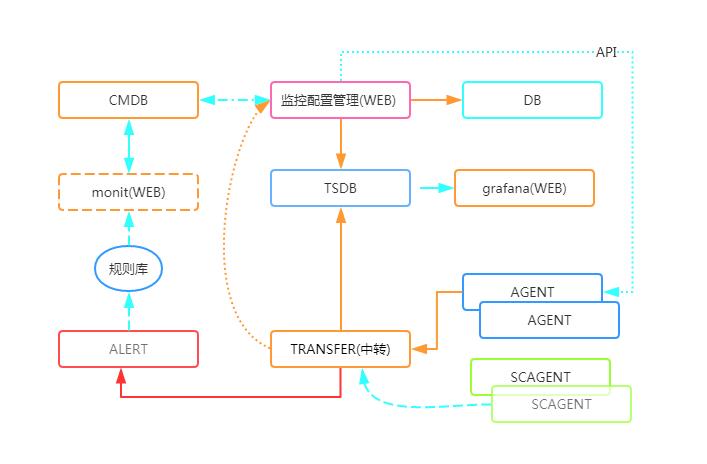 API
CMDB
监控配置管理(WEB)
DB
monit(WEB)
TSDB
grafana(WEB)
规则库
AGENT
AGENT
ALERT
TRANSFER(中转)
SCAGENT
SCAGENT